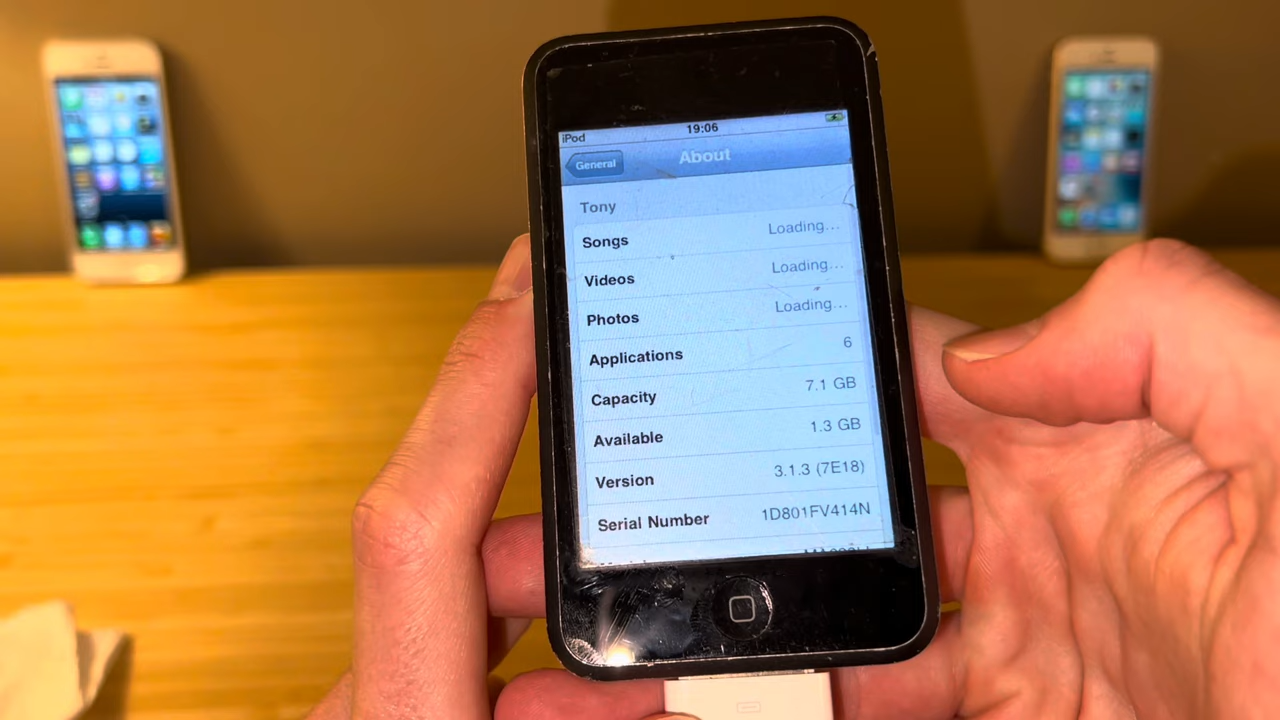 iPod 19:06
General About
Tony
Songs Loading...
Videos Loading...
Photos Loading...
Applications 6
Capacity 7.1 GB
Available 1.3 GB
Version 3.1.3 (7E18)
Serial Number 1D801FV414N